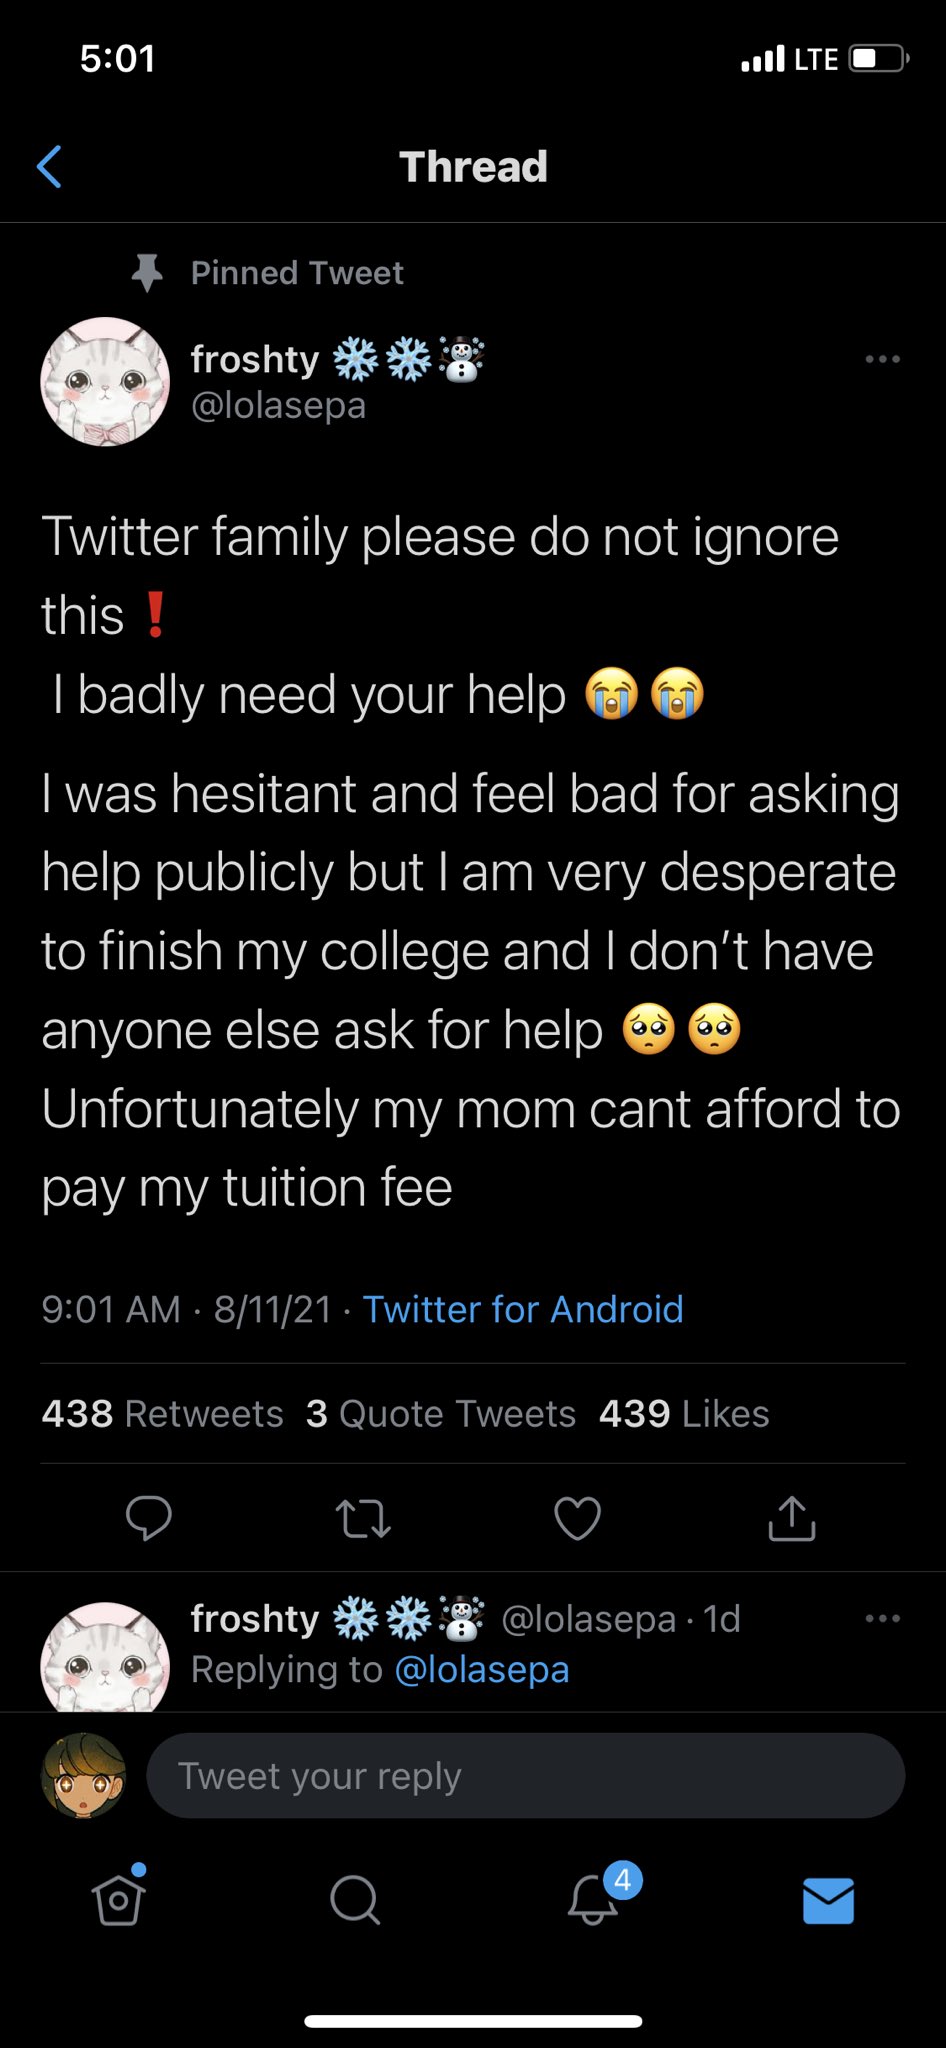 5:01 LTE
Thread
Pinned Tweet
froshty ❄️❄️☃️
@lolasepa
Twitter family please do not ignore
this❗
I badly need your help 😭😭
I was hesitant and feel bad for asking
help publicly but I am very desperate
to finish my college and I don’t have
anyone else ask for help 🥺🥺
Unfortunately my mom cant afford to
pay my tuition fee
9:01 AM · 8/11/21 · Twitter for Android
438 Retweets 3 Quote Tweets 439 Likes
froshty ❄️❄️☃️ @lolasepa · 1d
Replying to @lolasepa
Tweet your reply
4